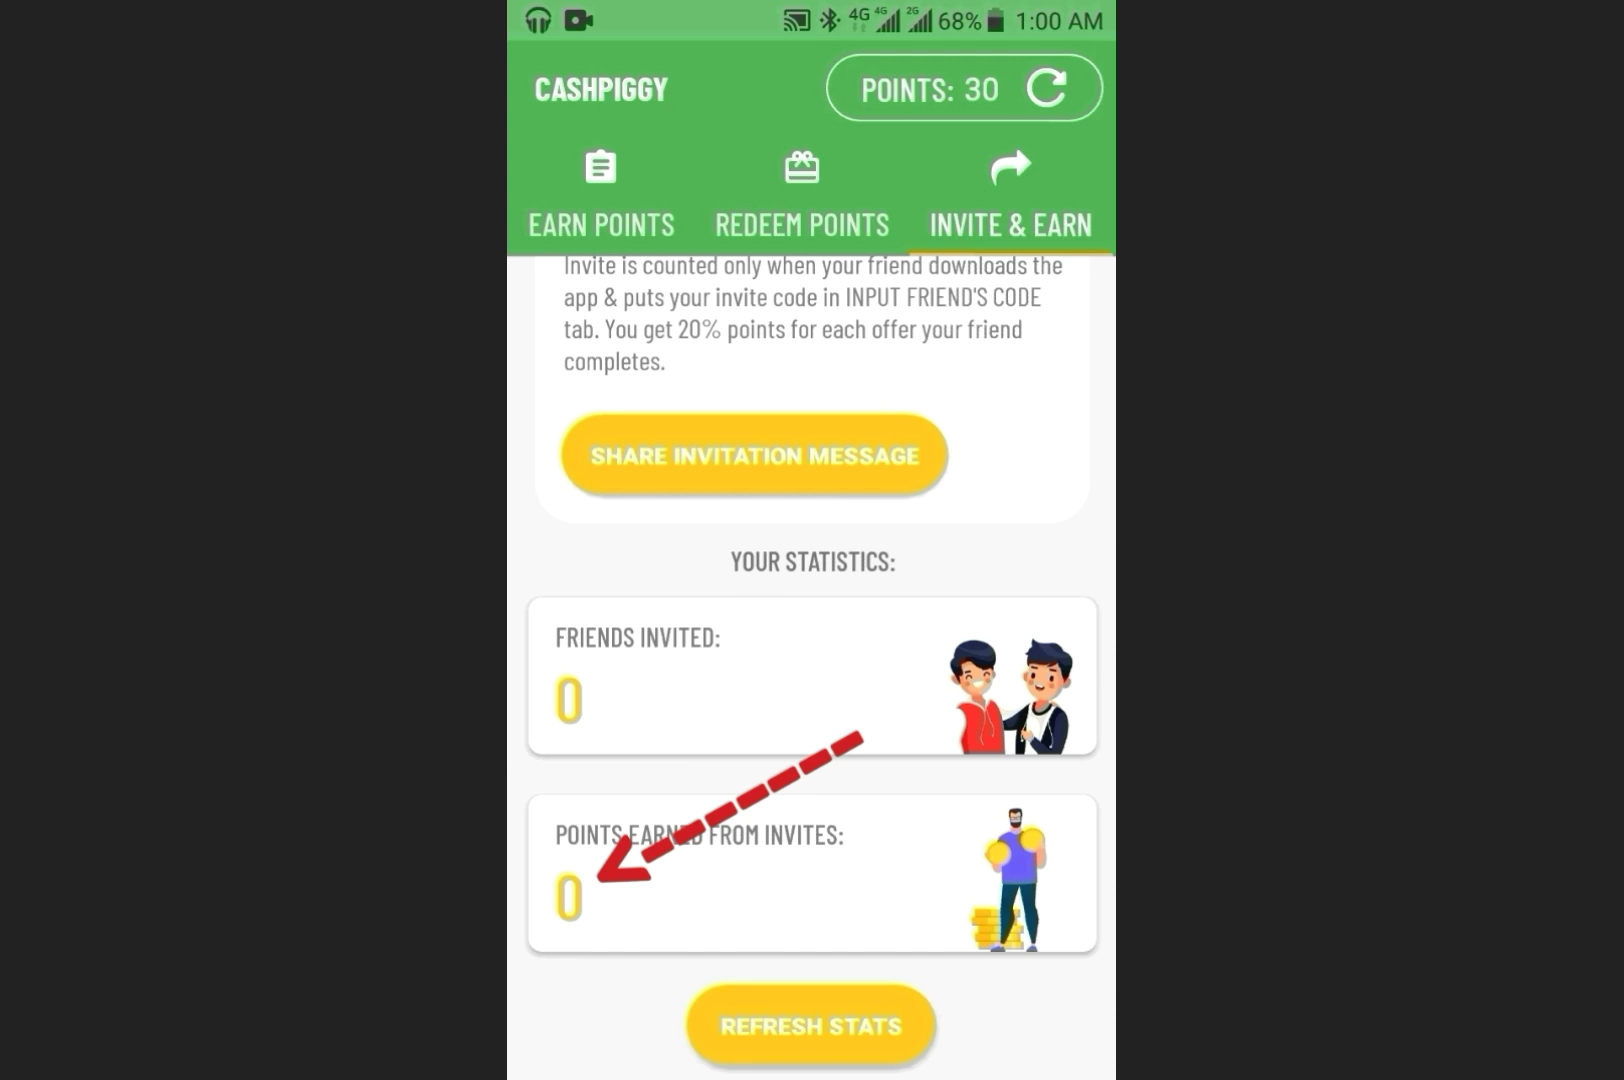 4G 4G 2G 68% 1:00 AM
CASHPIGGY POINTS: 30
EARN POINTS REDEEM POINTS INVITE & EARN
Invite is counted only when your friend downloads the
app & puts your invite code in INPUT FRIEND'S CODE
tab. You get 20% points for each offer your friend
completes.
SHARE INVITATION MESSAGE
YOUR STATISTICS:
FRIENDS INVITED:
0
POINTS EARNED FROM INVITES:
0
REFRESH STATS